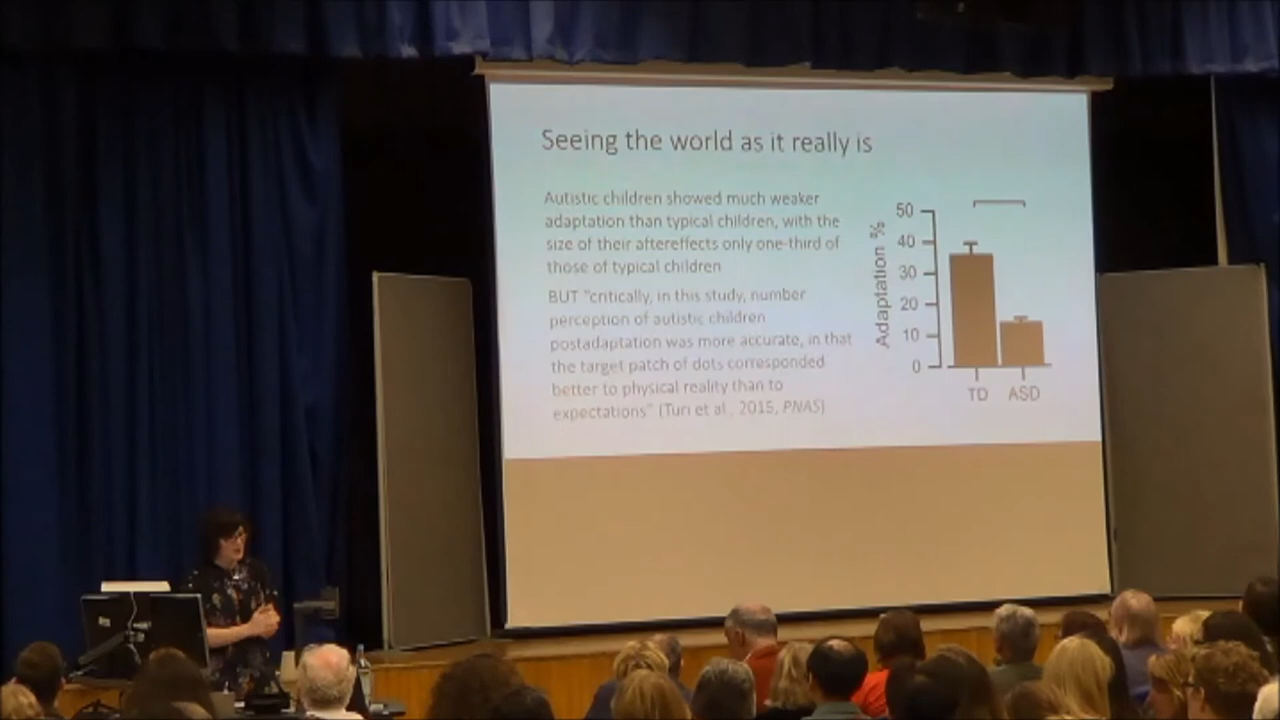 Seeing the world as it really is
Autistic children showed much weaker
adaptation than typical children, with the
size of their aftereffects only one-third of
those of typical children
BUT "critically, in this study, number
perception of autistic children
postadaptation was more accurate, in that
the target patch of dots corresponded
better to physical reality than to
expectations" (Turi et al., 2015, PNAS)
Adaptation %
50
40
30
20
10
0
TD ASD